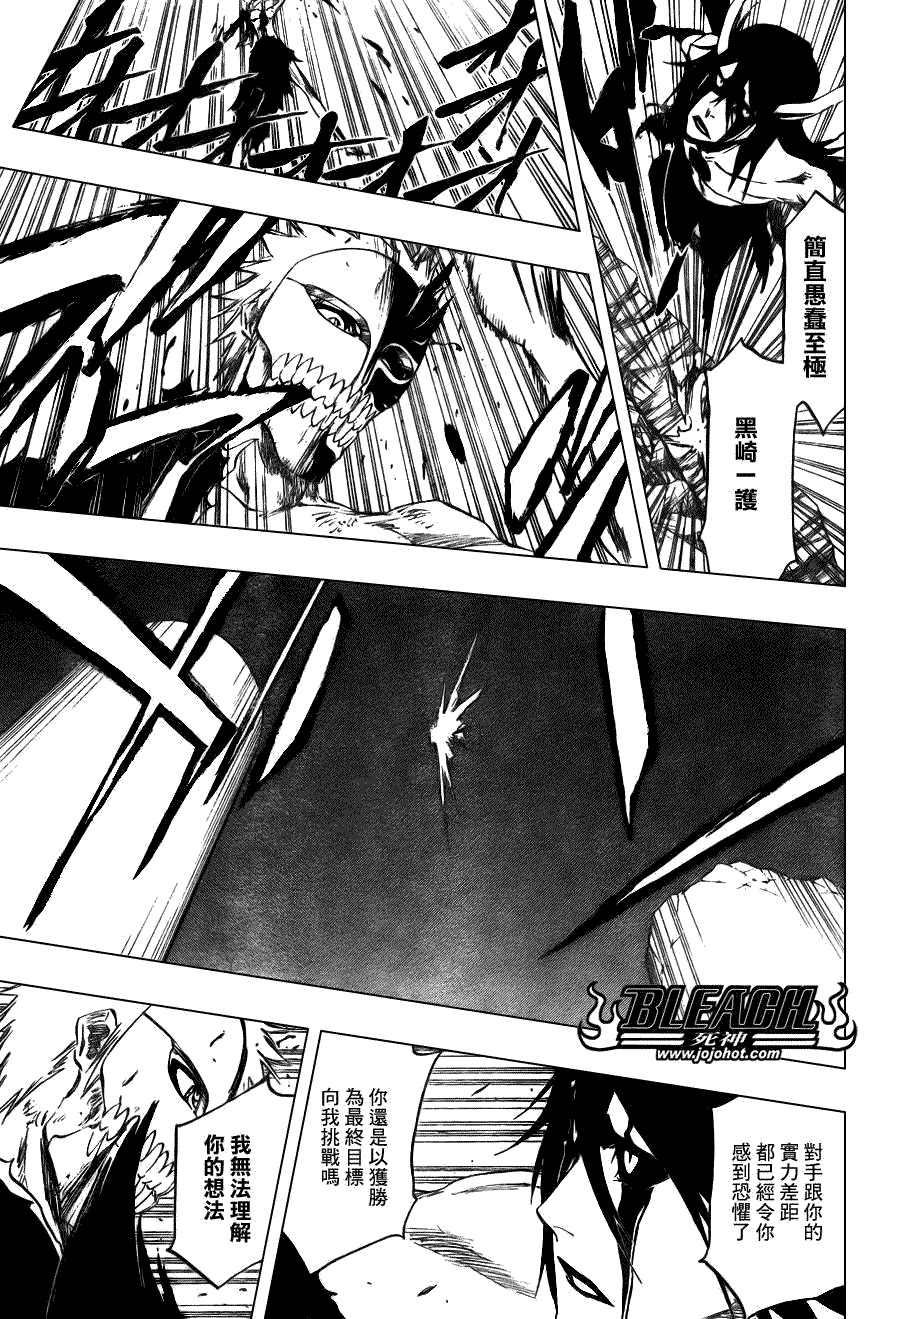 簡直愚蠢至極
黑崎一護
BLEACH
死神
www.jojohot.com
對手跟你的
實力差距
都已經令你
感到恐懼了
你還是以獲勝
為最終目標
向我挑戰嗎
我無法理解
你的想法